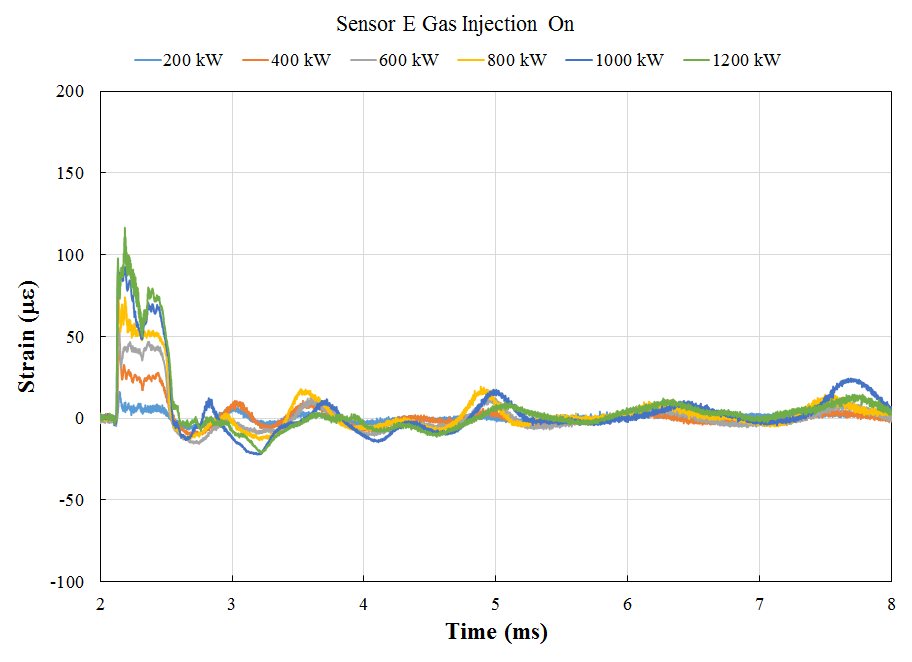 Sensor E Gas Injection On
200 kW 400 kW 600 kW 800 kW 1000 kW 1200 kW
200
150
100
50
0
-50
-100
2 3 4 5 6 7 8
Strain (με)
Time (ms)